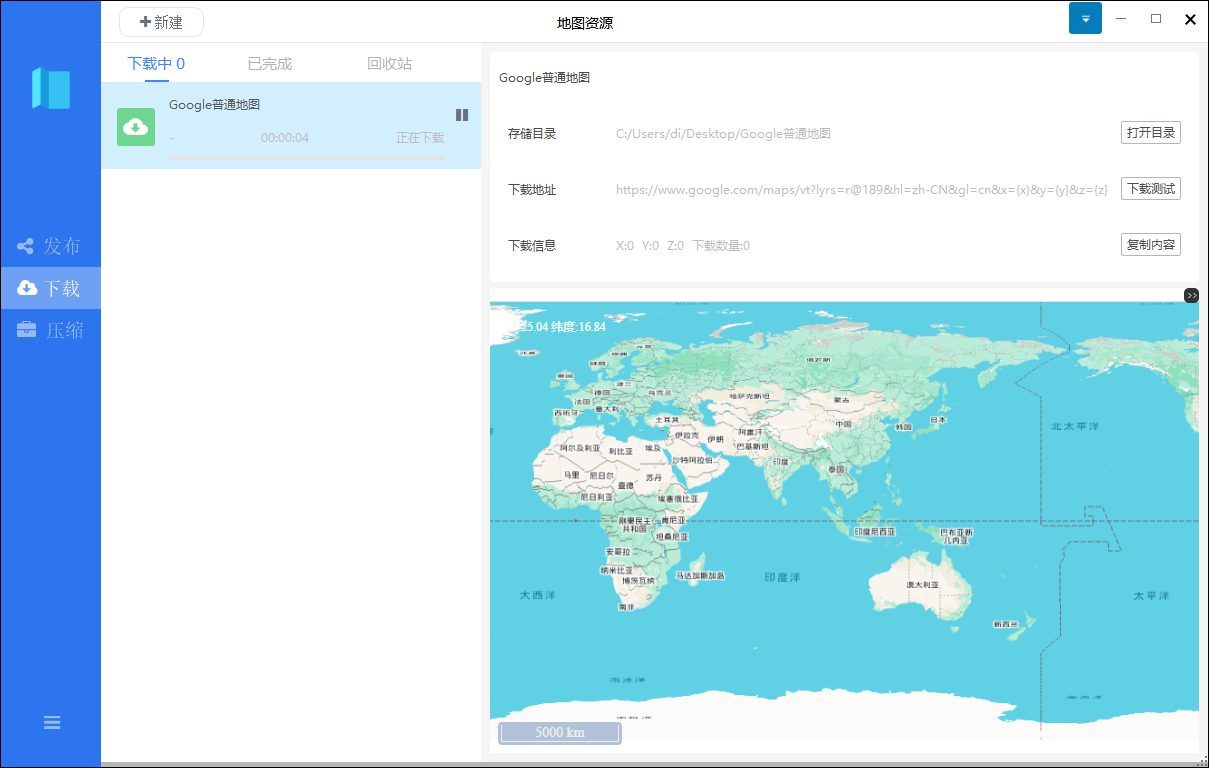 新建
地图资源
发布
下载
压缩
下载中 0
已完成
回收站
Google普通地图
-
00:00:04
正在下载
Google普通地图
存储目录
C:/Users/di/Desktop/Google普通地图
打开目录
下载地址
https://www.google.com/maps/vt?lyrs=r@189&hl=zh-CN&gl=cn&x={x}&y={y}&z={z}
下载测试
下载信息
X:0 Y:0 Z:0 下载数量:0
复制内容
25.04 纬度:16.84
俄罗斯
德国
波兰
乌克兰
法国
哈萨克斯坦
蒙古
西班牙
意大利
土耳其
中国
日本
韩国
北太平洋
伊拉克
伊朗
阿富汗
巴基斯坦
阿尔及利亚
利比亚
埃及
沙特阿拉伯
印度
泰国
马里
尼日尔
苏丹
乍得
尼日利亚
埃塞俄比亚
刚果民主
共和国
肯尼亚
坦桑尼亚
印度尼西亚
巴布亚新
几内亚
安哥拉
纳米比亚
博茨瓦纳
马达加斯加岛
印度洋
澳大利亚
大西洋
太平洋
南非
新西兰
南冰洋
5000 km